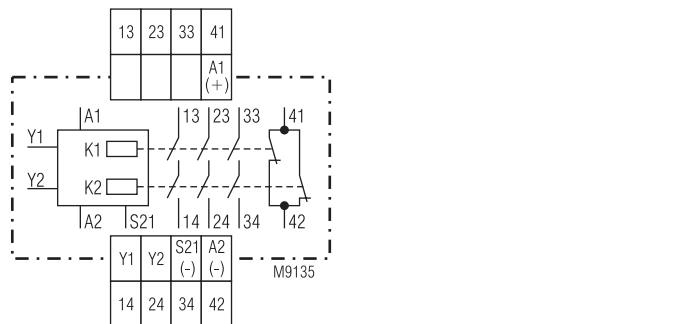 13 23 33 41
A1
(+)
A1 13 23 33 41
Y1
K1
Y2
K2
A2 S21 14 24 34 42
Y1 Y2 S21 A2
(-) (-)
M9135
14 24 34 42